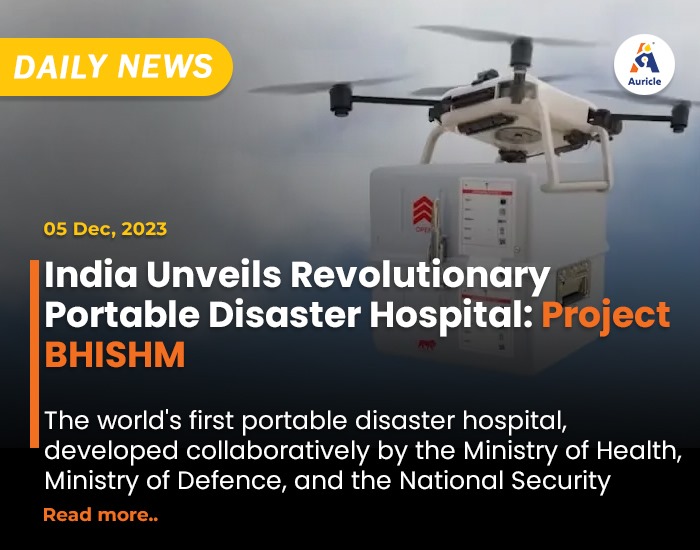 DAILY NEWS
Auricle
05 Dec, 2023
India Unveils Revolutionary
Portable Disaster Hospital: Project
BHISHM
The world's first portable disaster hospital,
developed collaboratively by the Ministry of Health,
Ministry of Defence, and the National Security
Read more..